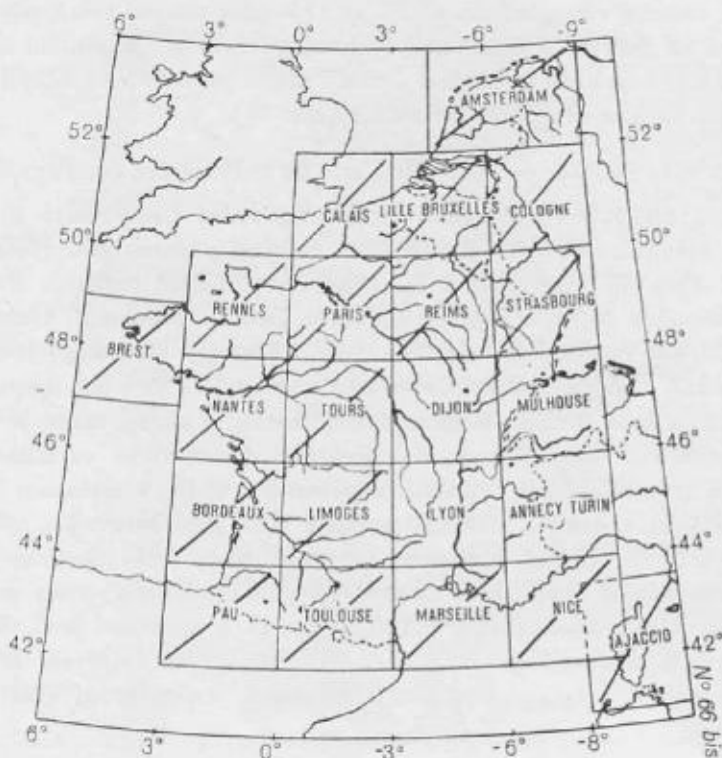 6° 3° 0° -3° -6° -9°
AMSTERDAM
52° 52°
CALAIS LILLE BRUXELLES COLOGNE
50° 50°
RENNES PARIS REIMS STRASBOURG
48° BREST 48°
NANTES TOURS DIJON MULHOUSE
46° 46°
BORDEAUX LIMOGES LYON ANNECY TURIN
44° 44°
PAU TOULOUSE MARSEILLE NICE AJACCIO
42° 42°
6° 3° 0° -3° -6° -8°
N° 66 bis